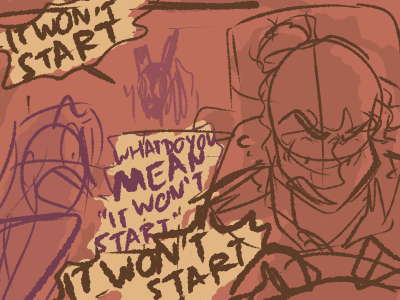 IT WON'T
START
WHAT DO YOU
MEAN
"IT WON'T
START."
IT WON'T
START